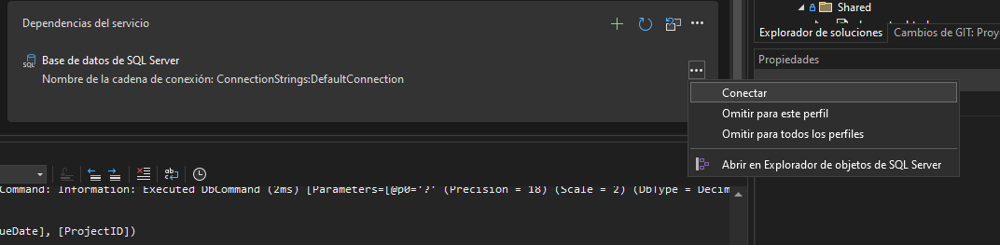 Shared
Dependencias del servicio
Explorador de soluciones
Cambios de GIT: Proy
SQL
Base de datos de SQL Server
Propiedades
Nombre de la cadena de conexión: ConnectionStrings:DefaultConnection
Conectar
Omitir para este perfil
Omitir para todos los perfiles
Abrir en Explorador de objetos de SQL Server
Command: Information: Executed DbCommand (2ms) [Parameters=[@p0='?' (Precision = 18) (Scale = 2) (DbType = Decim
ueDate], [ProjectID])